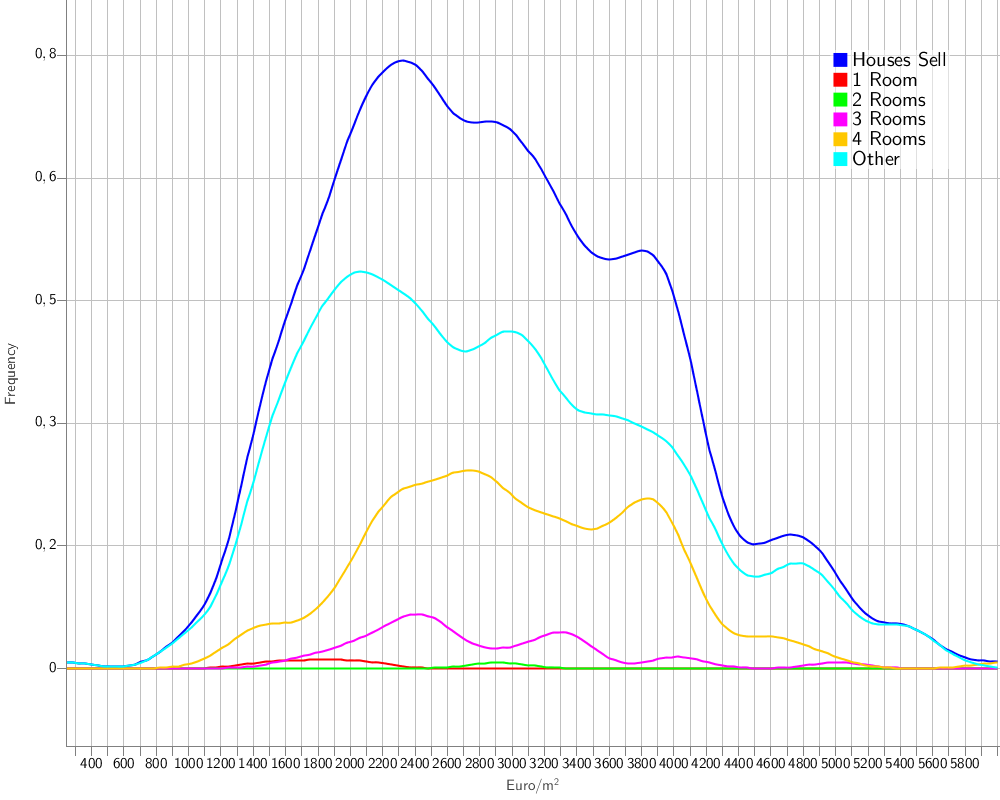 Houses Sell
1 Room
2 Rooms
3 Rooms
4 Rooms
Other
0,8
0,6
0,5
0,3
0,2
0
Frequency
400 600 800 1000 1200 1400 1600 1800 2000 2200 2400 2600 2800 3000 3200 3400 3600 3800 4000 4200 4400 4600 4800 5000 5200 5400 5600 5800
Euro/m²